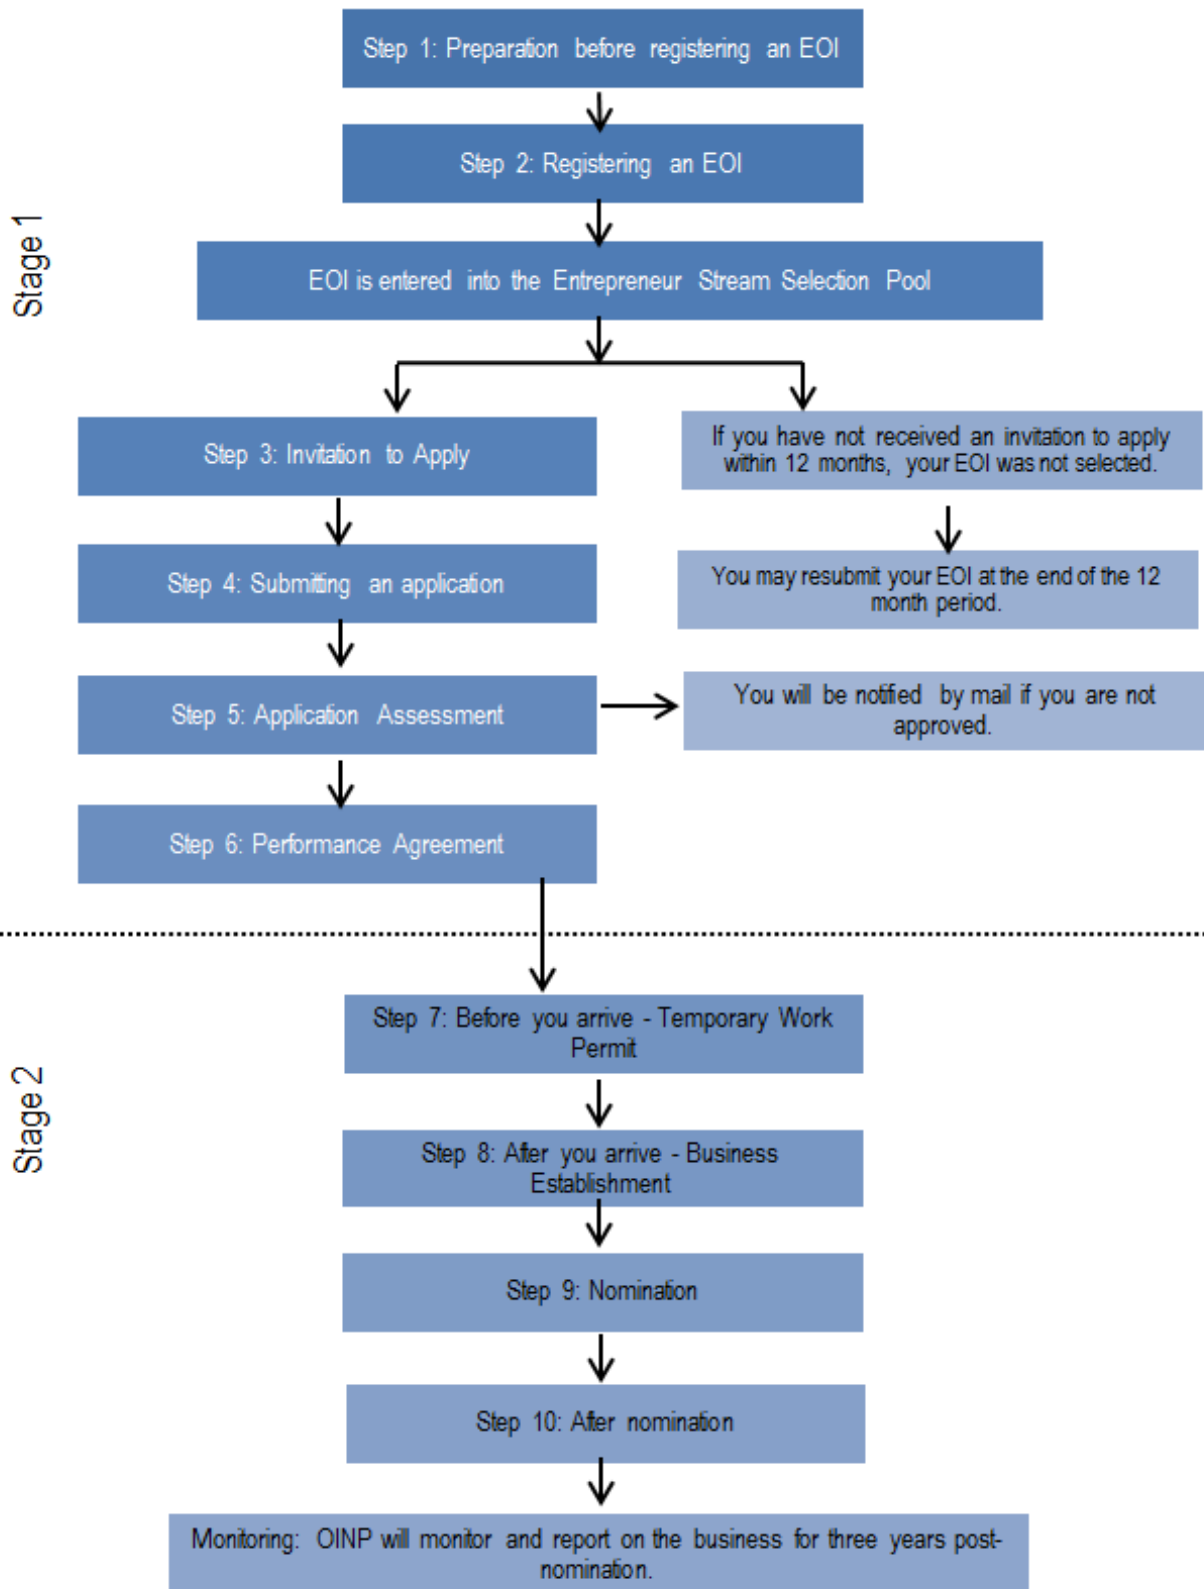 Step 1: Preparation before registering an EOI
Step 2: Registering an EOI
Stage 1
EOI is entered into the Entrepreneur Stream Selection Pool
Step 3: Invitation to Apply
If you have not received an invitation to apply
within 12 months, your EOI was not selected.
Step 4: Submitting an application
You may resubmit your EOI at the end of the 12
month period.
Step 5: Application Assessment
You will be notified by mail if you are not
approved.
Step 6: Performance Agreement
Stage 2
Step 7: Before you arrive - Temporary Work
Permit
Step 8: After you arrive - Business
Establishment
Step 9: Nomination
Step 10: After nomination
Monitoring: OINP will monitor and report on the business for three years post-
nomination.